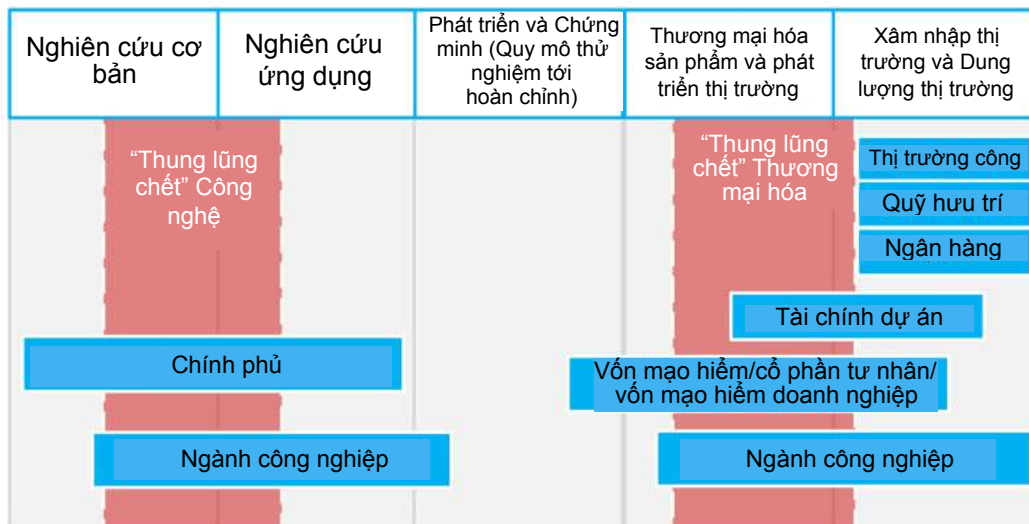 Nghiên cứu cơ
bản
Nghiên cứu
ứng dụng
Phát triển và Chứng
minh (Quy mô thử
nghiệm tới
hoàn chỉnh)
Thương mại hóa
sản phẩm và phát
triển thị trường
Xâm nhập thị
trường và Dung
lượng thị trường
“Thung lũng
chết” Công
nghệ
“Thung lũng
chết” Thương
mại hóa
Thị trường công
Quỹ hưu trí
Ngân hàng
Tài chính dự án
Chính phủ
Vốn mạo hiểm/cổ phần tư nhân/
vốn mạo hiểm doanh nghiệp
Ngành công nghiệp
Ngành công nghiệp